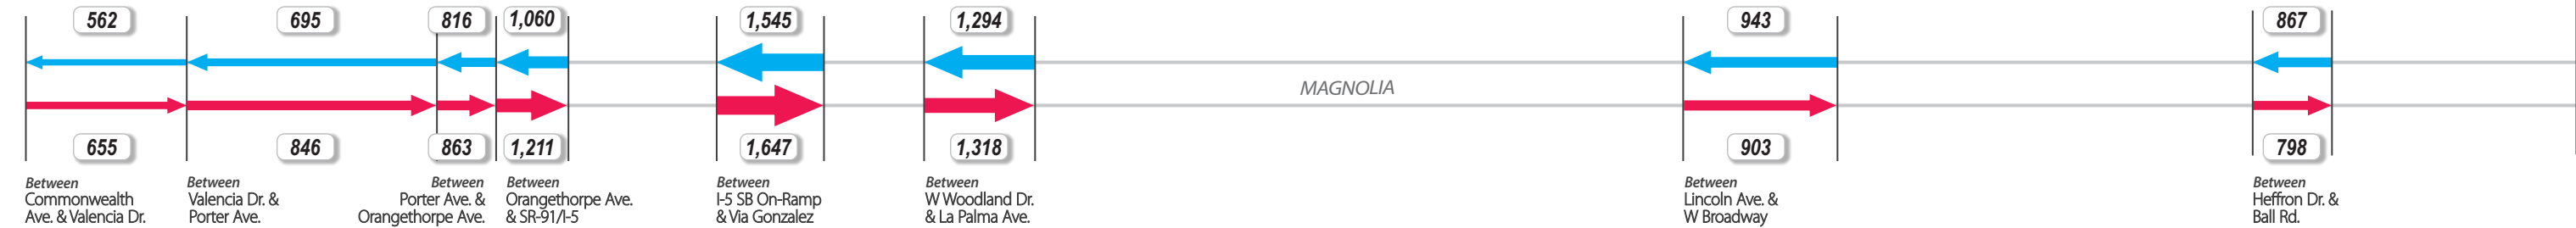 562
695
816
1,060
1,545
1,294
943
867
MAGNOLIA
655
846
863
1,211
1,647
1,318
903
798
Between
Commonwealth
Ave. & Valencia Dr.
Between
Valencia Dr. &
Porter Ave.
Between
Porter Ave. &
Orangethorpe Ave.
Between
Orangethorpe Ave.
& SR-91/I-5
Between
I-5 SB On-Ramp
& Via Gonzalez
Between
W Woodland Dr.
& La Palma Ave.
Between
Lincoln Ave. &
W Broadway
Between
Heffron Dr. &
Ball Rd.